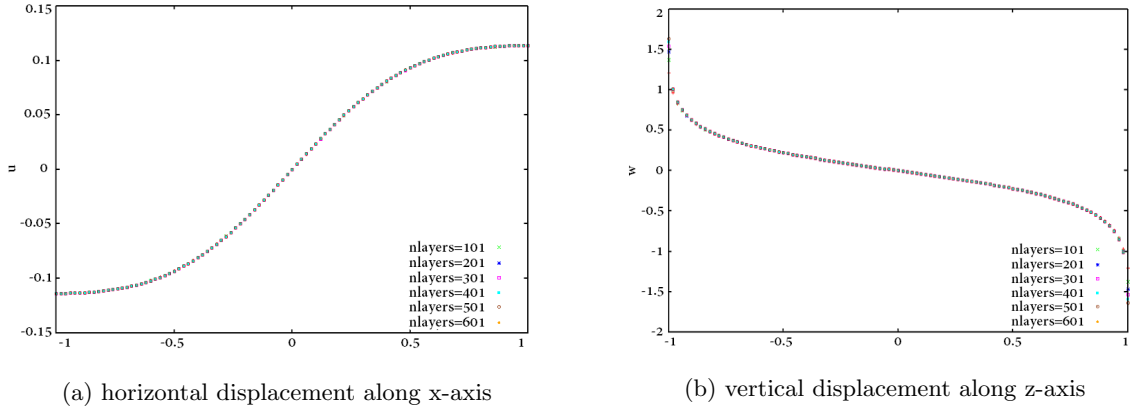 0.15
0.1
0.05
0
-0.05
-0.1
-0.15
u
nlayers=101
nlayers=201
nlayers=301
nlayers=401
nlayers=501
nlayers=601
-1
-0.5
0
0.5
1
(a) horizontal displacement along x-axis
2
1.5
1
0.5
0
-0.5
-1
-1.5
-2
w
nlayers=101
nlayers=201
nlayers=301
nlayers=401
nlayers=501
nlayers=601
-1
-0.5
0
0.5
1
(b) vertical displacement along z-axis